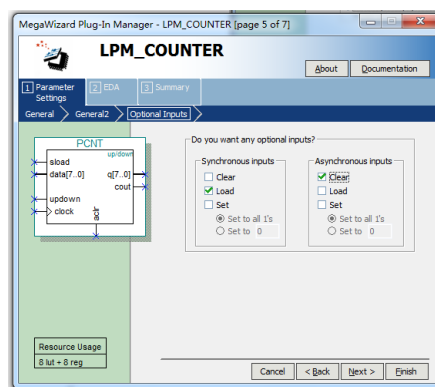 MegaWizard Plug-In Manager - LPM_COUNTER [page 5 of 7]
LPM_COUNTER
About Documentation
1 Parameter Settings 2 EDA 3 Summary
General General2 Optional Inputs
PCNT
up/down
sload
data[7..0] q[7..0]
cout
updown
clock
aclr
Do you want any optional inputs?
Synchronous inputs Asynchronous inputs
Clear Clear
Load Load
Set Set
Set to all 1's Set to all 1's
Set to 0 Set to 0
Resource Usage
8 lut + 8 reg
Cancel < Back Next > Finish